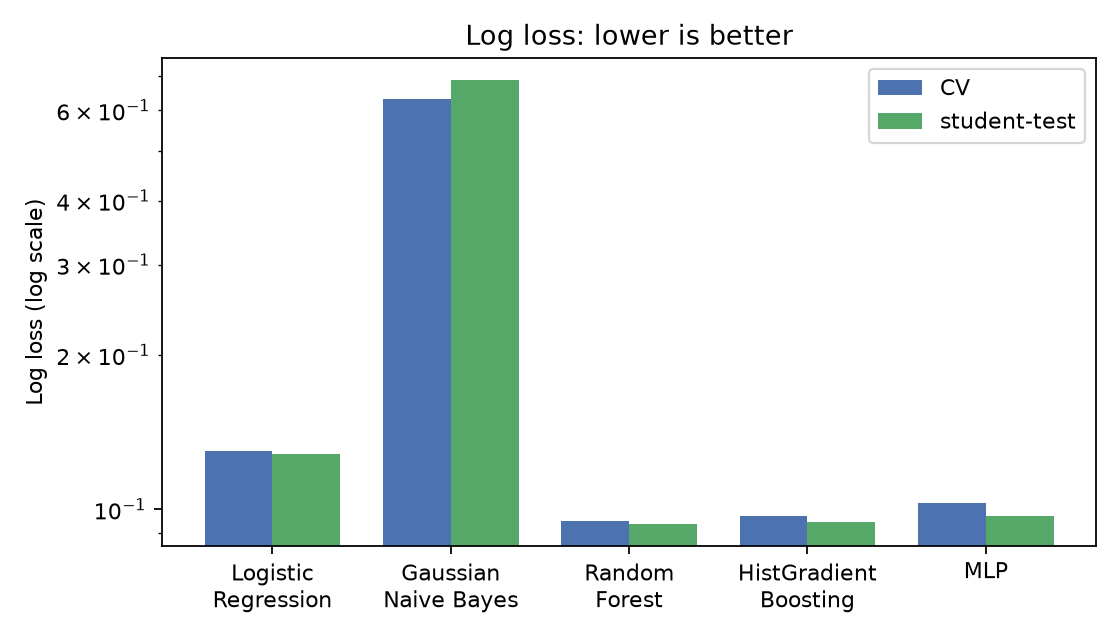 Log loss: lower is better
CV
student-test
Log loss (log scale)
6 × 10⁻¹
4 × 10⁻¹
3 × 10⁻¹
2 × 10⁻¹
10⁻¹
Logistic
Regression
Gaussian
Naive Bayes
Random
Forest
HistGradient
Boosting
MLP